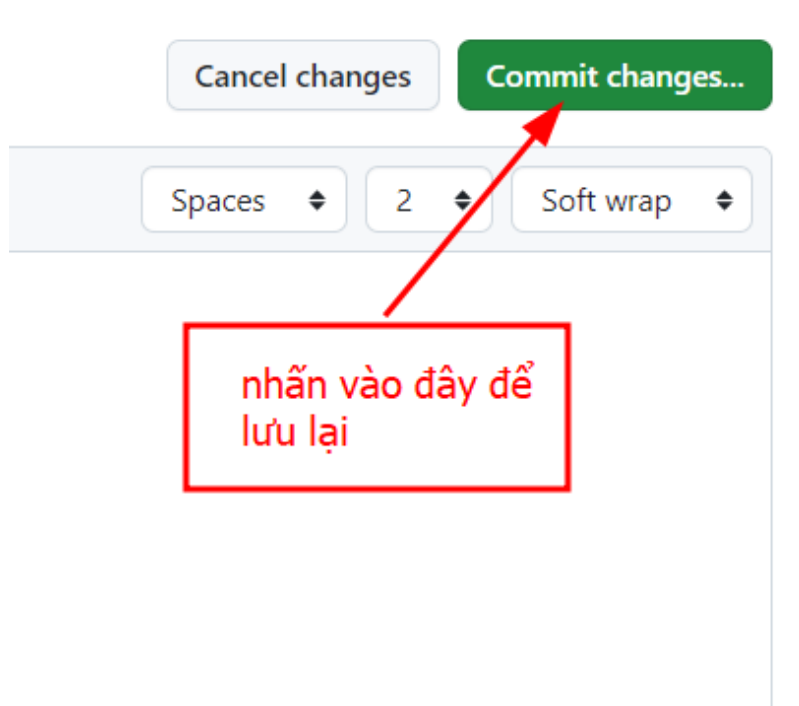 Cancel changes Commit changes...
Spaces 2 Soft wrap
nhấn vào đây để
lưu lại